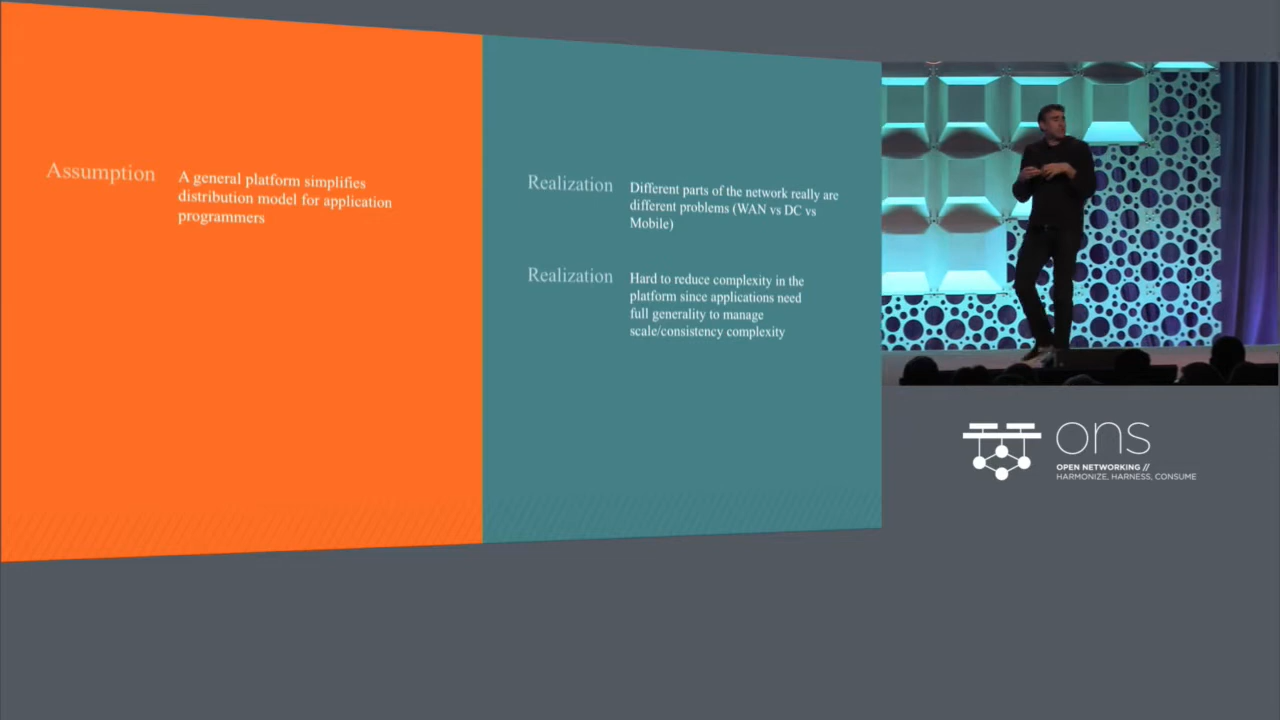 Assumption
A general platform simplifies
distribution model for application
programmers
Realization
Different parts of the network really are
different problems (WAN vs DC vs
Mobile)
Realization
Hard to reduce complexity in the
platform since applications need
full generality to manage
scale/consistency complexity
ons
OPEN NETWORKING //
HARMONIZE, HARNESS, CONSUME